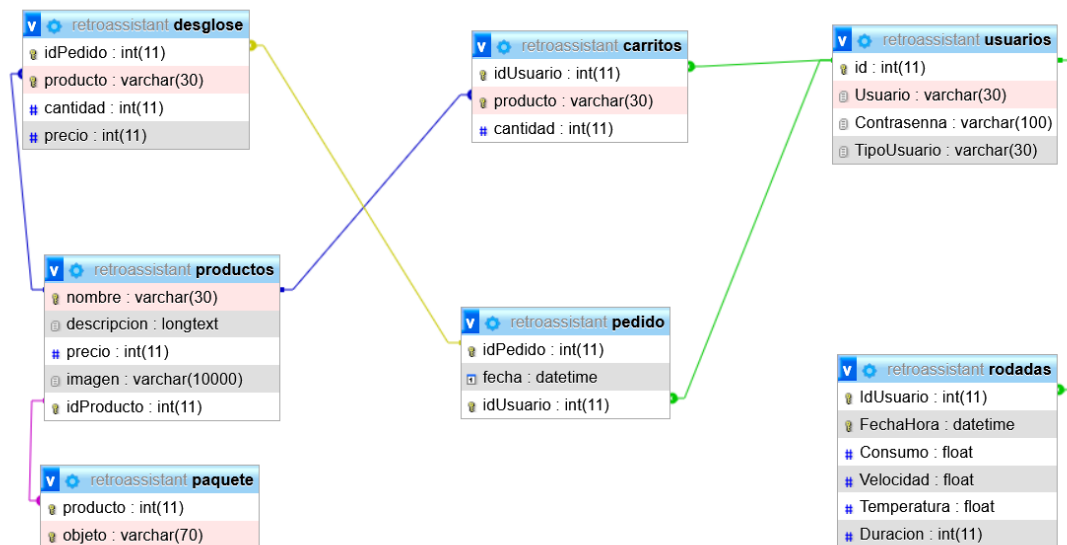 retroassistant desglose
idPedido : int(11)
producto : varchar(30)
cantidad : int(11)
precio : int(11)
retroassistant carritos
idUsuario : int(11)
producto : varchar(30)
cantidad : int(11)
retroassistant usuarios
id : int(11)
Usuario : varchar(30)
Contrasenna : varchar(100)
TipoUsuario : varchar(30)
retroassistant productos
nombre : varchar(30)
descripcion : longtext
precio : int(11)
imagen : varchar(10000)
idProducto : int(11)
retroassistant pedido
idPedido : int(11)
fecha : datetime
idUsuario : int(11)
retroassistant rodadas
IdUsuario : int(11)
FechaHora : datetime
Consumo : float
Velocidad : float
Temperatura : float
Duracion : int(11)
retroassistant paquete
producto : int(11)
objeto : varchar(70)